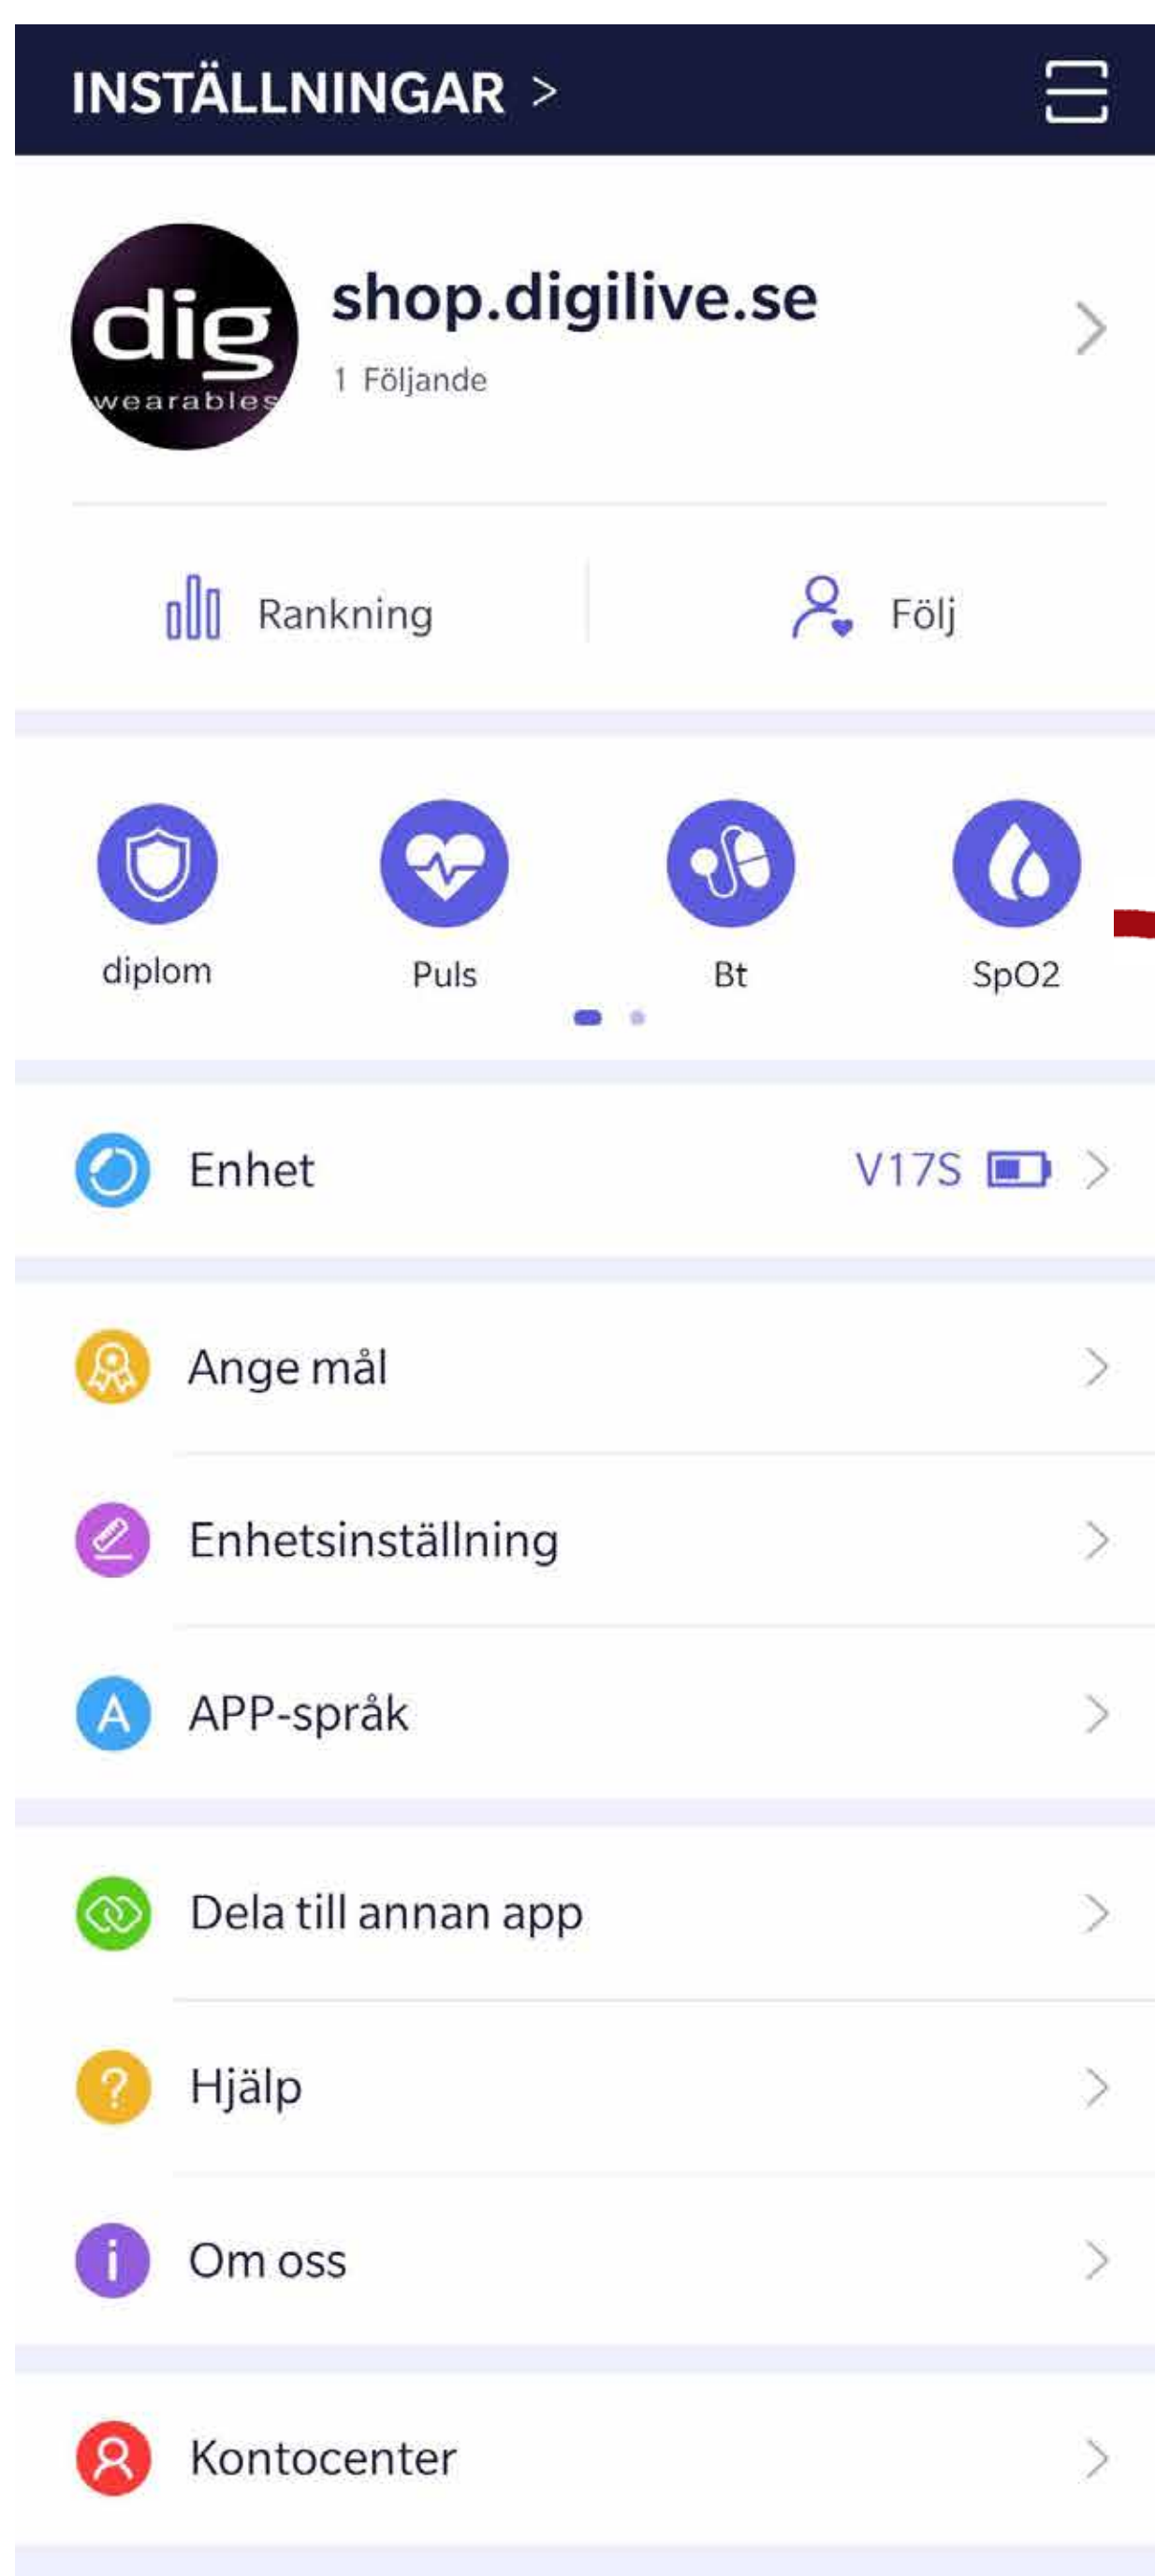 INSTÄLLNINGAR >
dig
wearables
shop.digilive.se
1 Följande
Rankning
Följ
diplom
Puls
Bt
SpO2
Enhet
V17S
Ange mål
Enhetsinställning
A
APP-språk
Dela till annan app
?
Hjälp
i
Om oss
Kontocenter